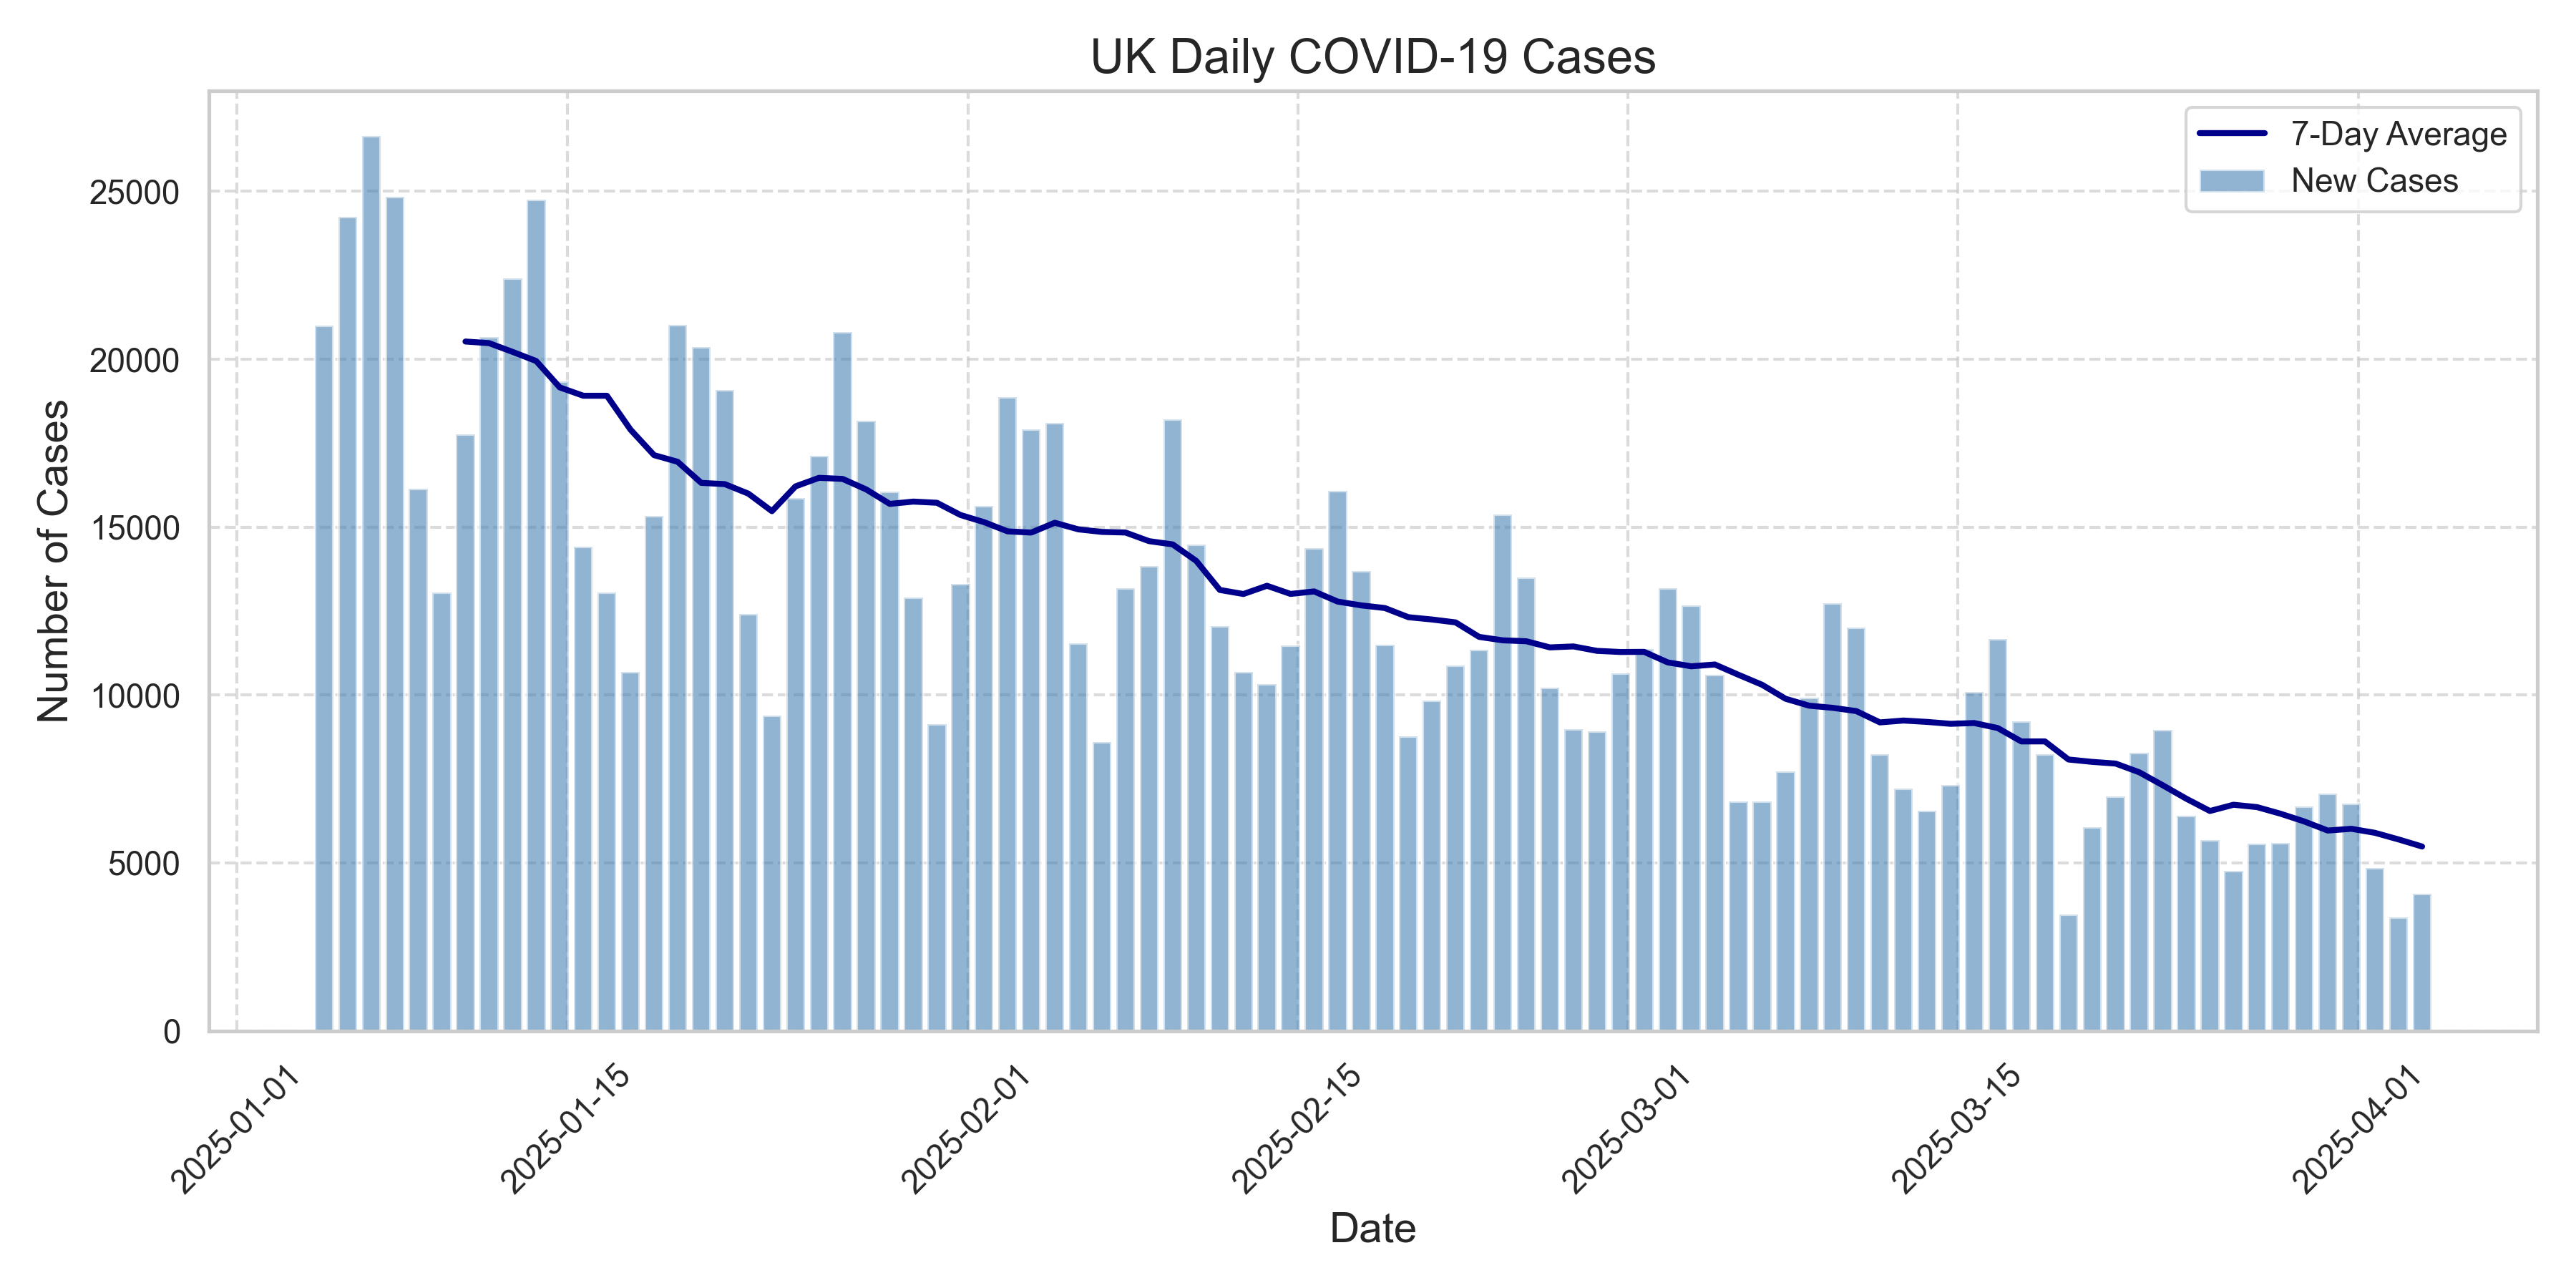 UK Daily COVID-19 Cases
7-Day Average
New Cases
Number of Cases
25000
20000
15000
10000
5000
0
2025-01-01
2025-01-15
2025-02-01
2025-02-15
2025-03-01
2025-03-15
2025-04-01
Date